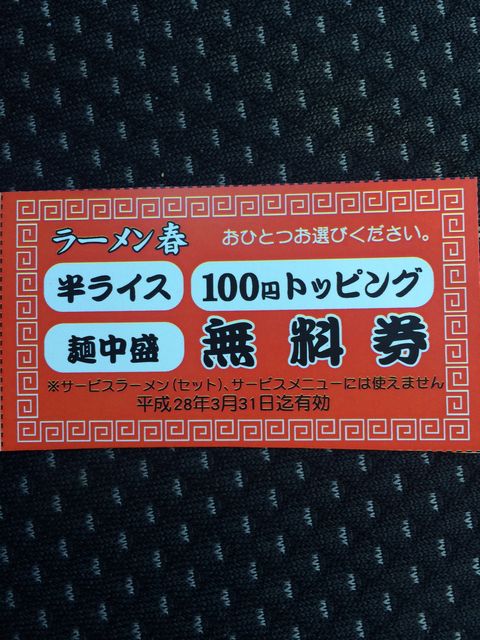 ラーメン春 おひとつお選びください。
半ライス 100円トッピング
麺中盛 無料券
※サービスラーメン(セット)、サービスメニューには使えません
平成28年3月31日迄有効